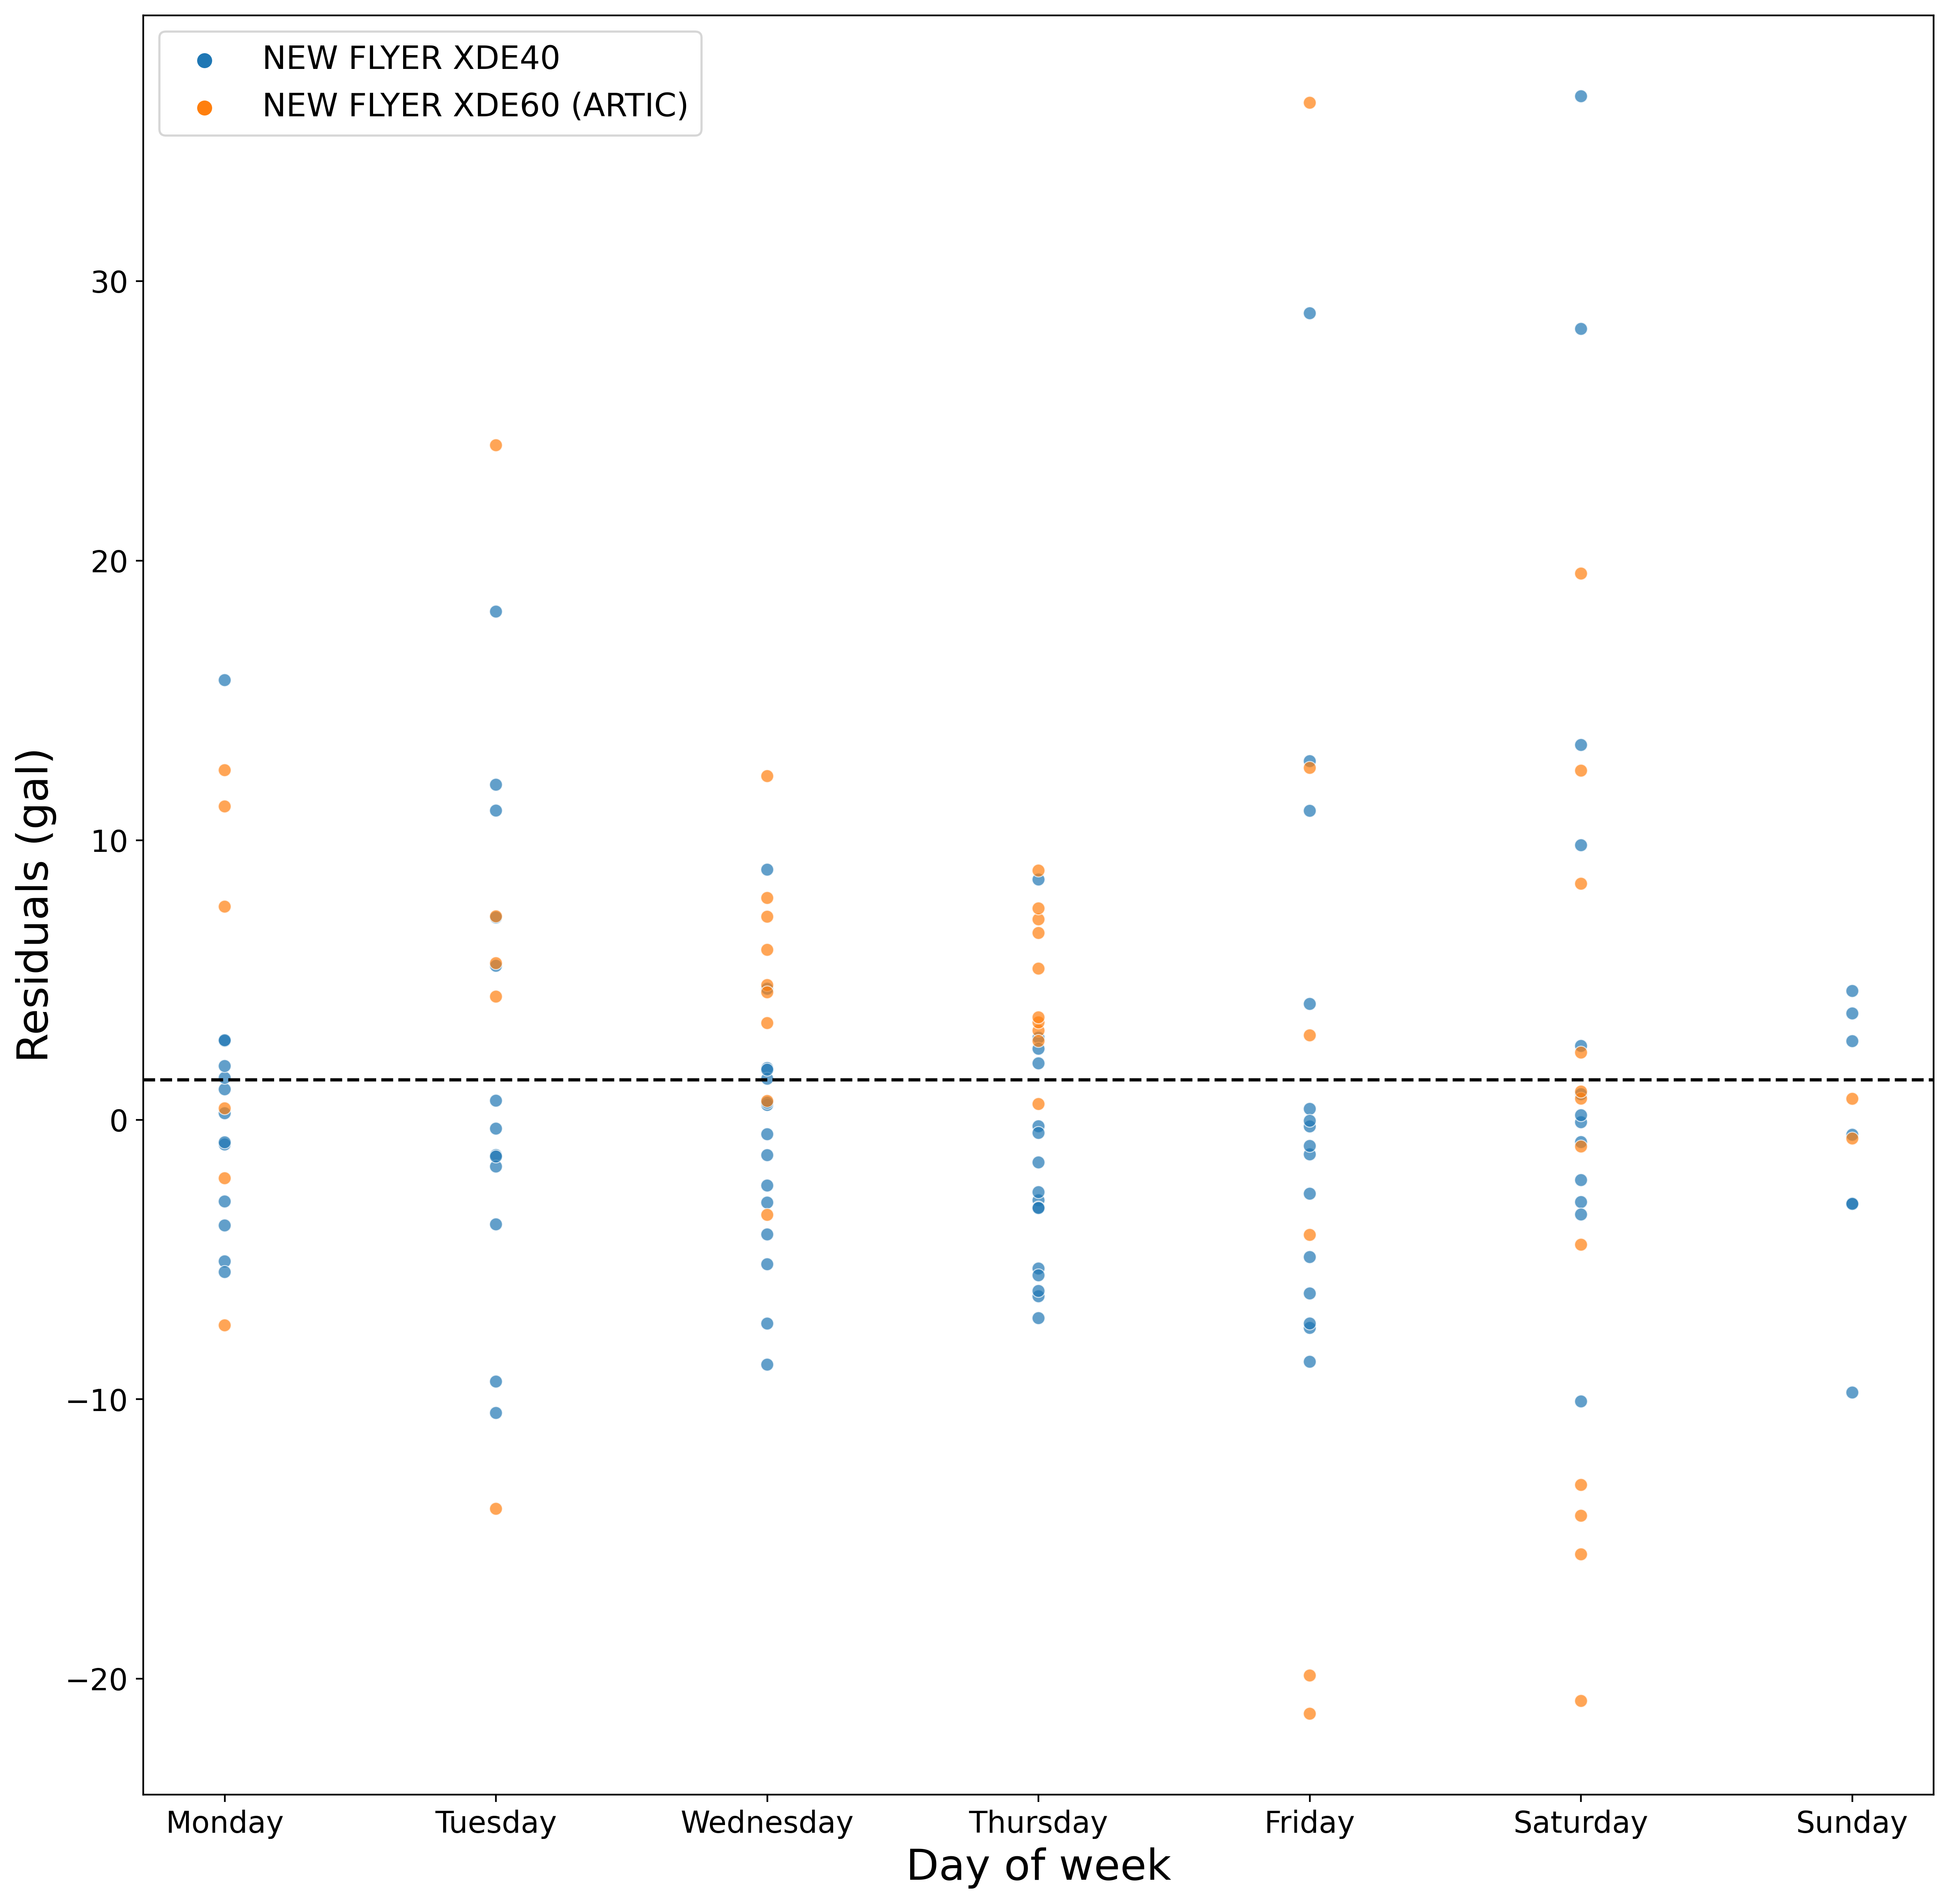 NEW FLYER XDE40
NEW FLYER XDE60 (ARTIC)
Residuals (gal)
30
20
10
0
−10
−20
Monday Tuesday Wednesday Thursday Friday Saturday Sunday
Day of week